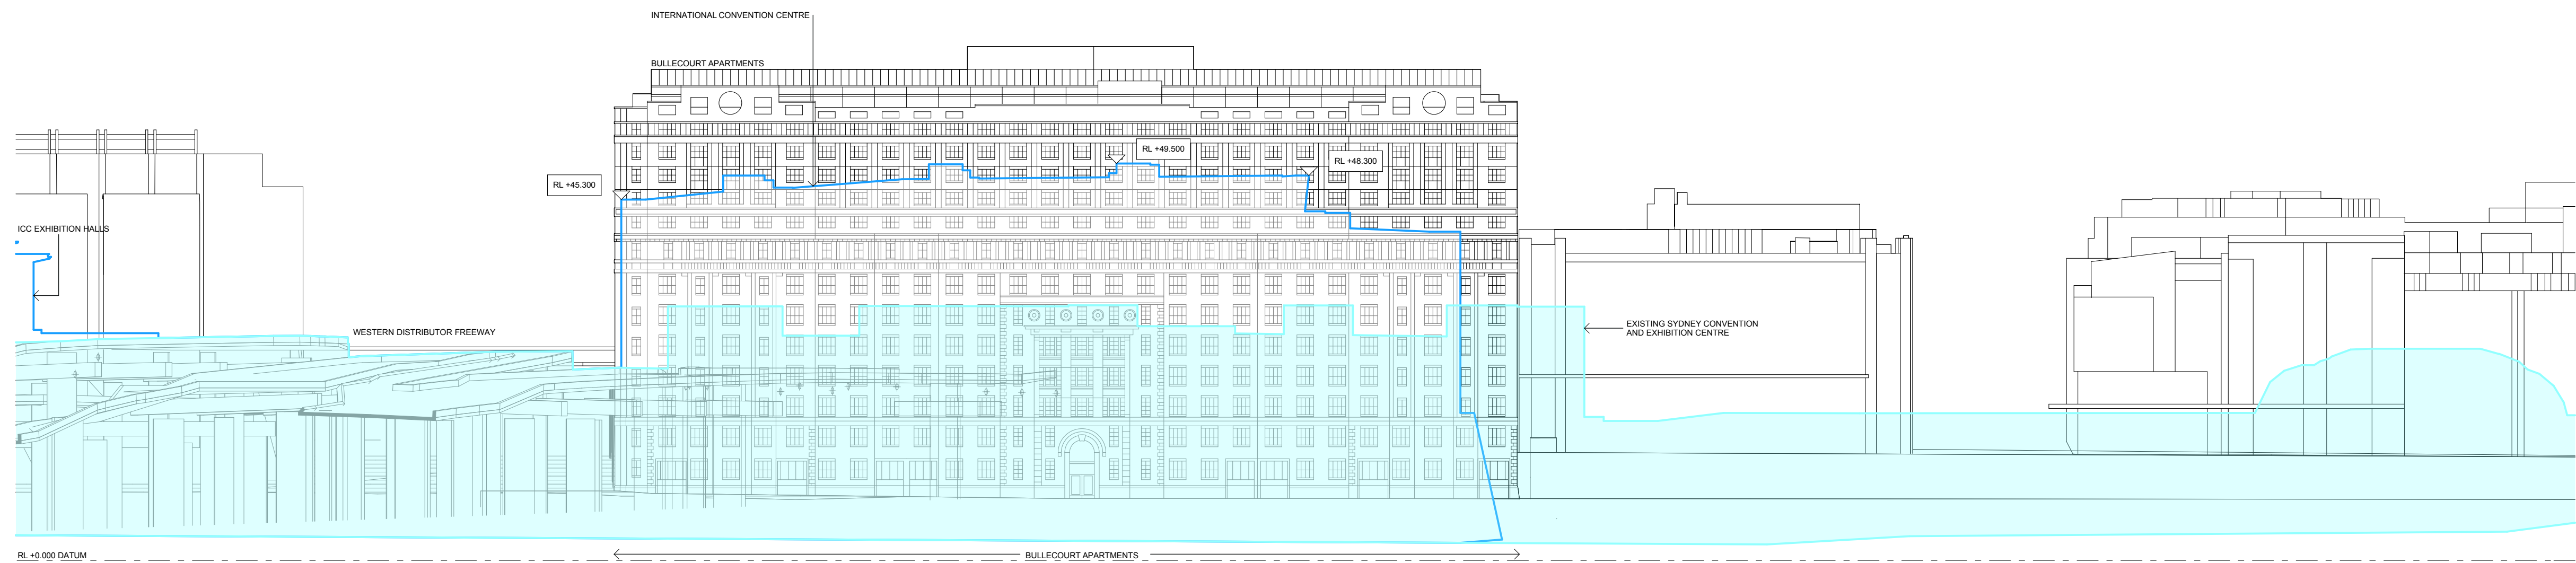 INTERNATIONAL CONVENTION CENTRE
BULLECOURT APARTMENTS
RL +49.500
RL +48.300
RL +45.300
ICC EXHIBITION HALLS
WESTERN DISTRIBUTOR FREEWAY
EXISTING SYDNEY CONVENTION
AND EXHIBITION CENTRE
RL +0.000 DATUM
BULLECOURT APARTMENTS